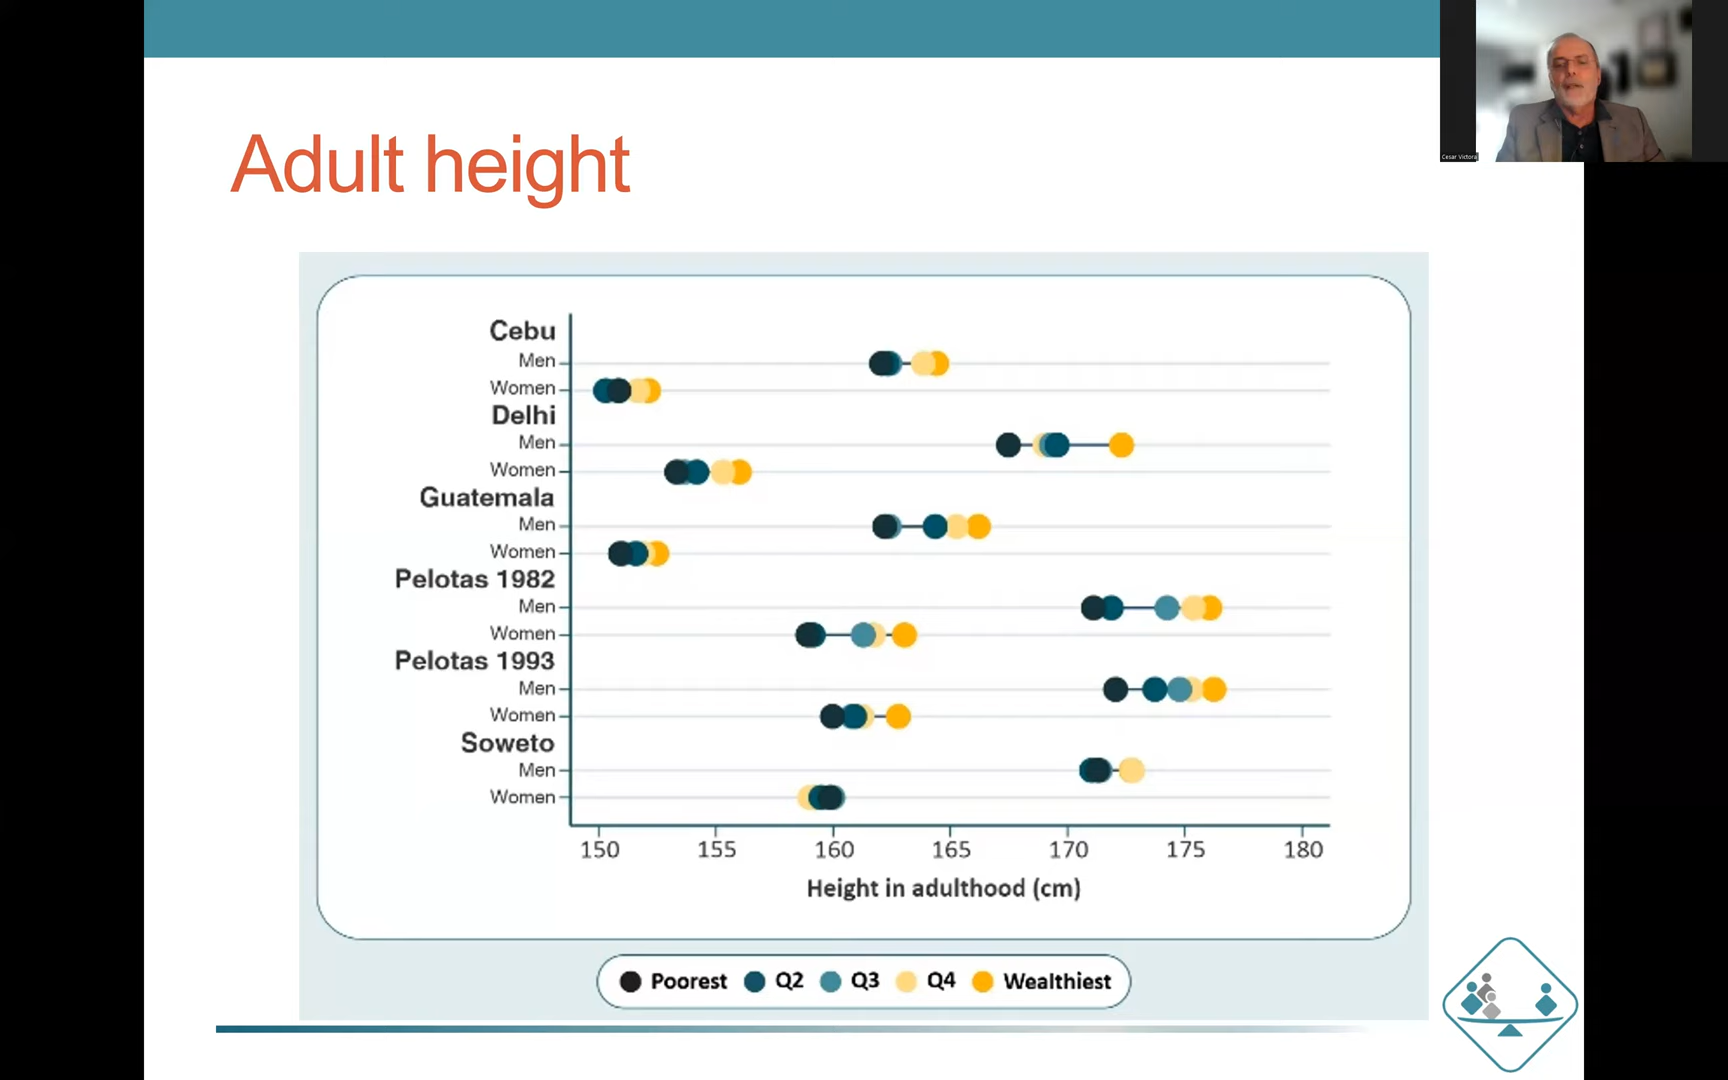 Adult height
Cesar Victora
Cebu
Men
Women
Delhi
Men
Women
Guatemala
Men
Women
Pelotas 1982
Men
Women
Pelotas 1993
Men
Women
Soweto
Men
Women
150 155 160 165 170 175 180
Height in adulthood (cm)
Poorest Q2 Q3 Q4 Wealthiest